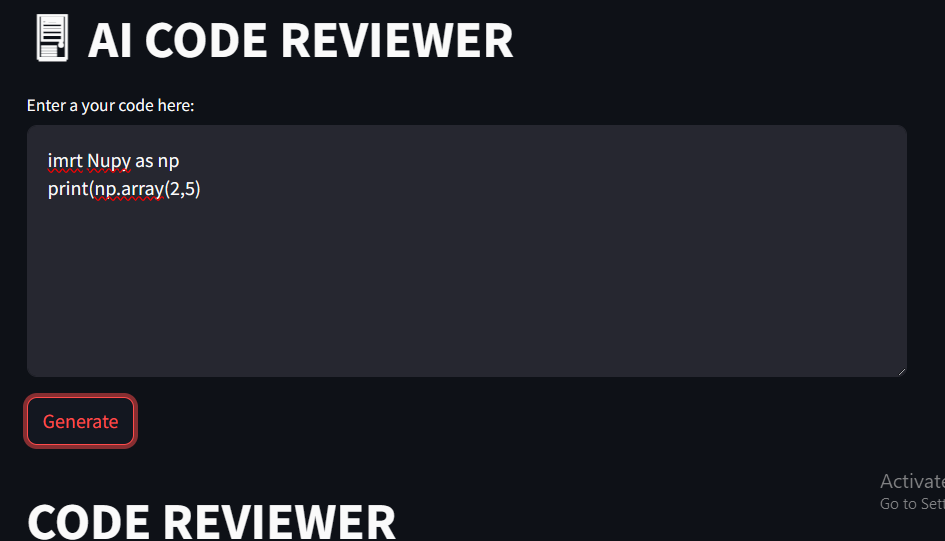 AI CODE REVIEWER
Enter a your code here:
imrt Nupy as np
print(np.array(2,5)
Generate
Activate
Go to Sett
CODE REVIEWER